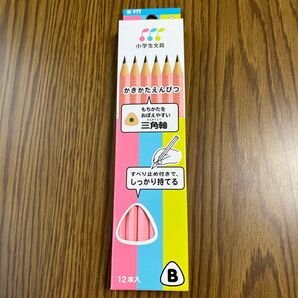 小学生文具
かきかたえんぴつ
もちかたを
おぼえやすい
三角軸
すべり止め付きで、
しっかり持てる
12本入
B